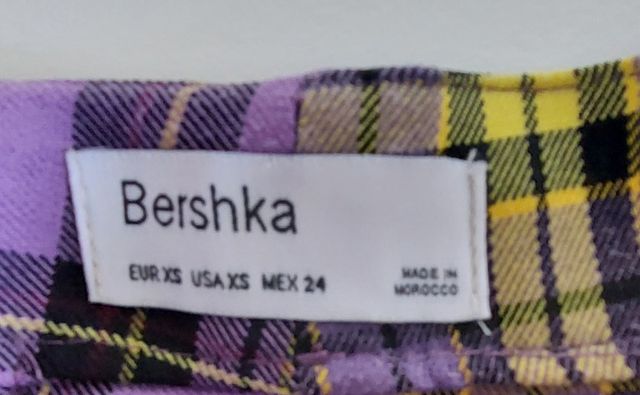 Bershka
EUR XS USA XS MEX 24
MADE IN
MOROCCO